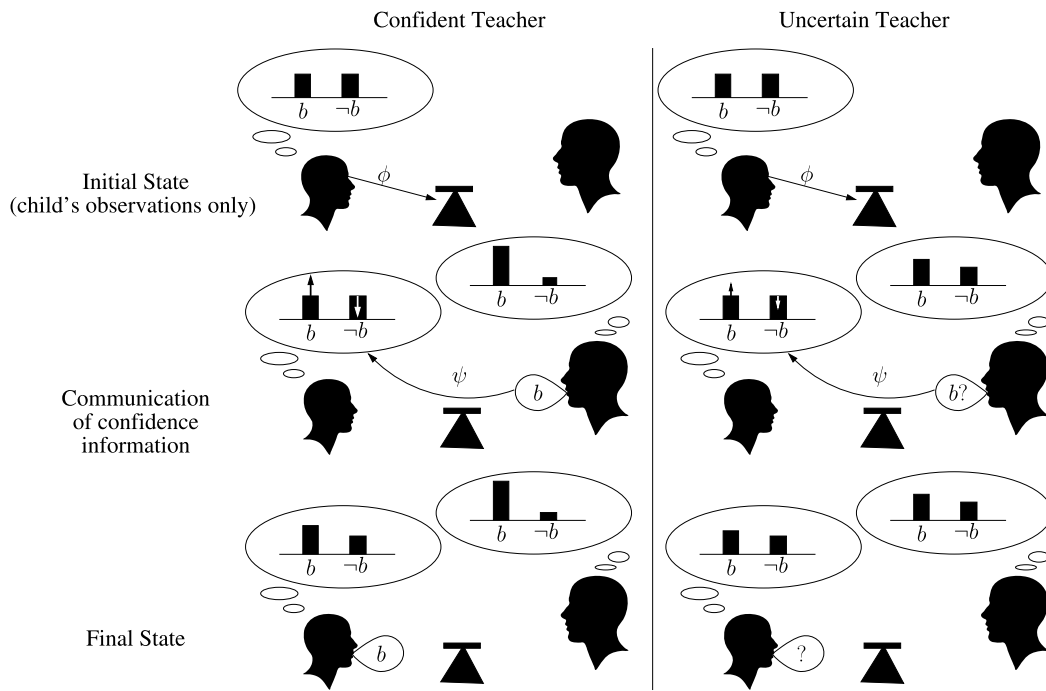 Confident Teacher Uncertain Teacher
b ¬b b ¬b
Initial State
(child's observations only)
ϕ ϕ
b ¬b b ¬b
b ¬b b ¬b
Communication
of confidence
information
ψ b ψ b?
b ¬b b ¬b
b ¬b b ¬b
Final State
b ?